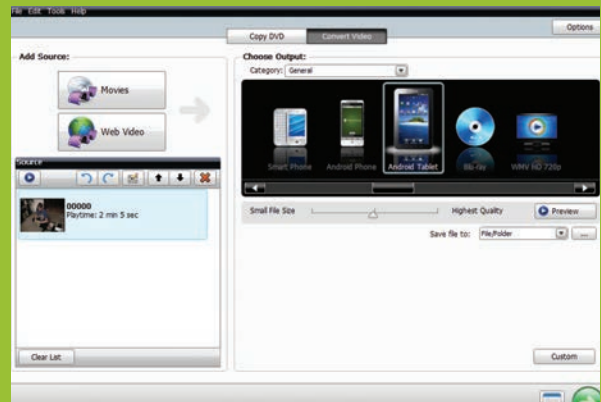 File Edit Tools Help
Options
Copy DVD Convert Video
Add Source:
Movies
Web Video
Source
00000
Playtime: 2 min 5 sec
Clear List
Choose Output:
Category: General
Smart Phone Android Phone Android Tablet Blu-ray WMV HD 720p
Small File Size Highest Quality Preview
Save file to: File/Folder ...
Custom